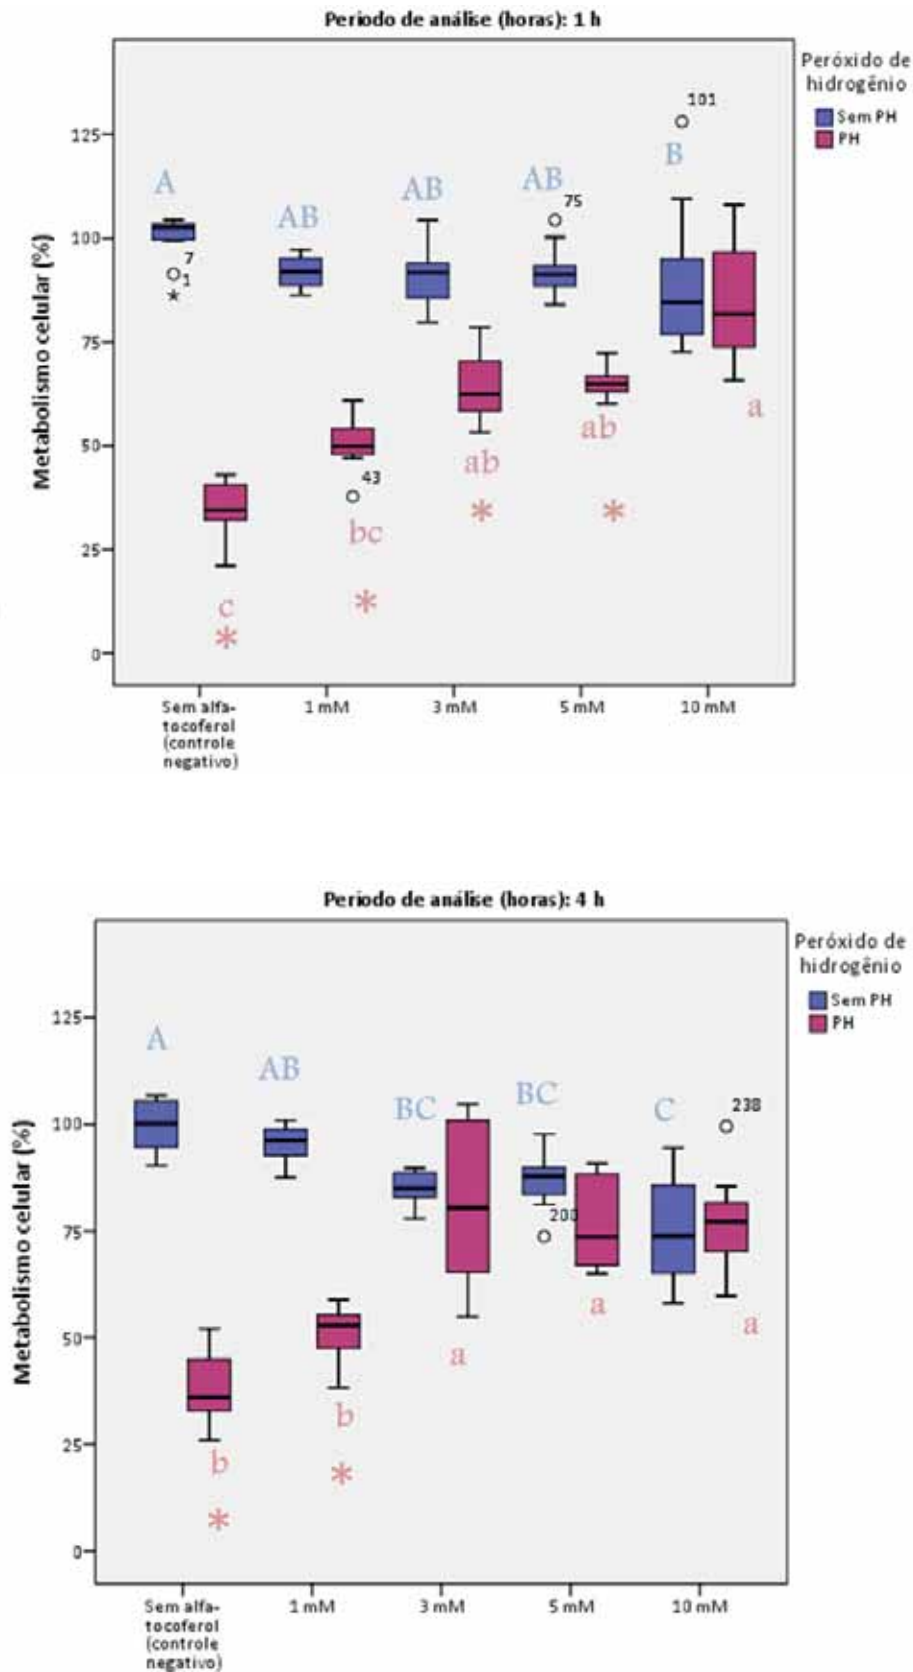 Período de análise (horas): 1 h
Peróxido de
hidrogênio
Sem PH
PH
Metabolismo celular (%)
125
100
75
50
25
0
A
AB
AB
AB
B
101
75
7
1
43
c
*
bc
*
ab
*
ab
*
a
Sem alfa-
tocoferol
(controle
negativo)
1 mM
3 mM
5 mM
10 mM
Período de análise (horas): 4 h
Peróxido de
hidrogênio
Sem PH
PH
Metabolismo celular (%)
125
100
75
50
25
0
A
AB
BC
BC
C
238
b
*
b
*
a
a
a
Sem alfa-
tocoferol
(controle
negativo)
1 mM
3 mM
5 mM
10 mM